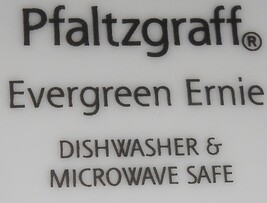 Pfaltzgraff®
Evergreen Ernie
DISHWASHER &
MICROWAVE SAFE